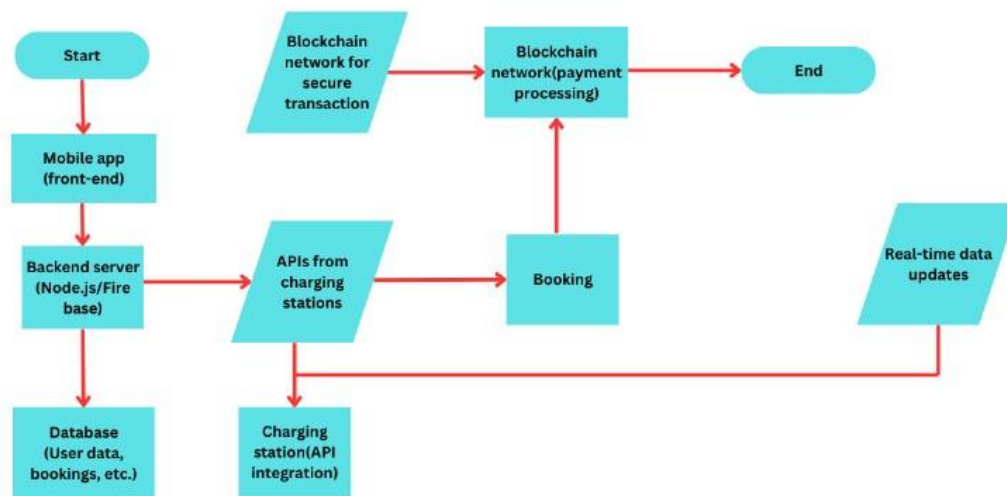 Start
Blockchain
network for
secure
transaction
Blockchain
network(payment
processing)
End
Mobile app
(front-end)
Backend server
(Node.js/Fire
base)
APIs from
charging
stations
Booking
Real-time data
updates
Database
(User data,
bookings, etc.)
Charging
station(API
integration)